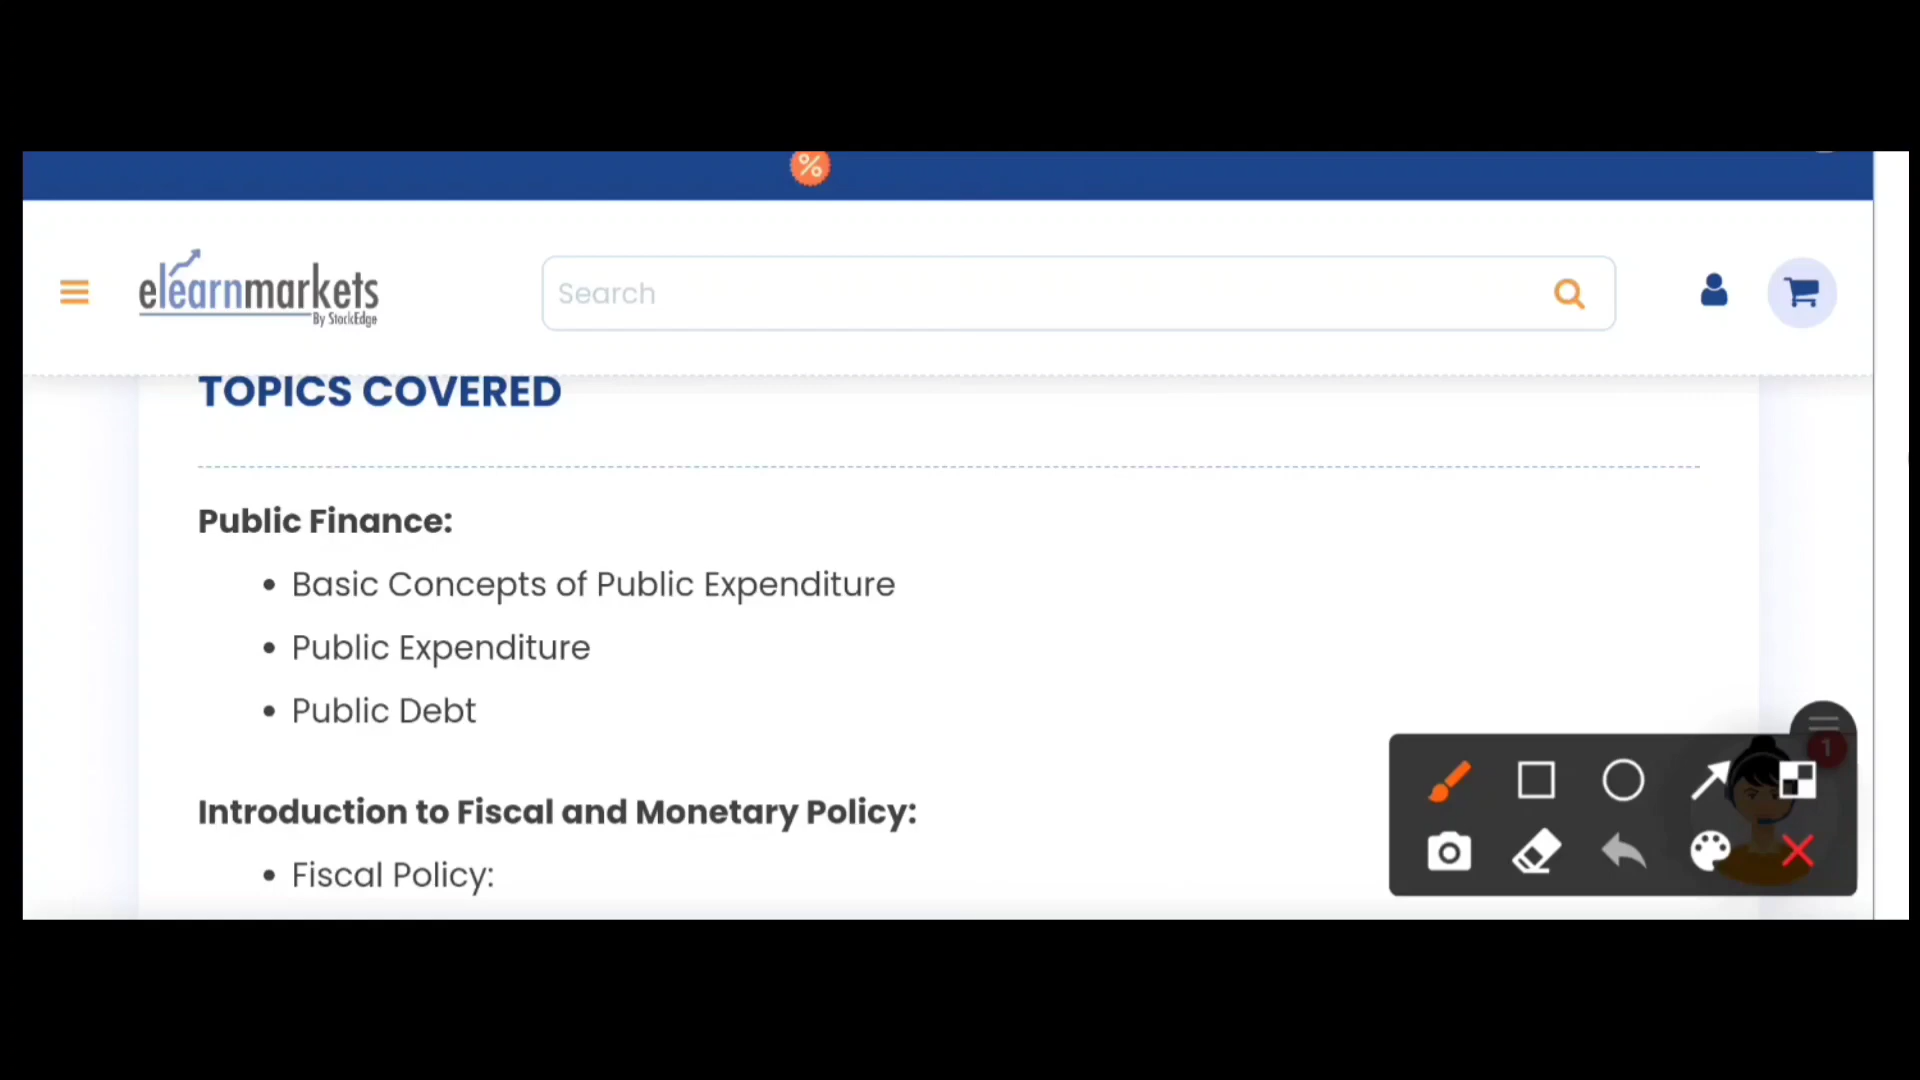 %
elearnmarkets
By StockEdge
Search
TOPICS COVERED
Public Finance:
• Basic Concepts of Public Expenditure
• Public Expenditure
• Public Debt
Introduction to Fiscal and Monetary Policy:
• Fiscal Policy:
1